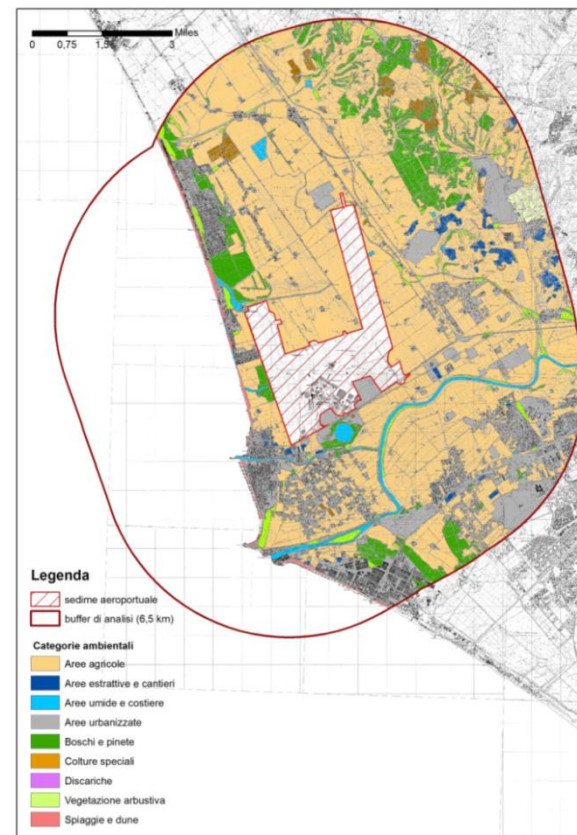 Miles
0 0,75 1,5 3
Legenda
sedime aeroportuale
buffer di analisi (6,5 km)
Categorie ambientali
Aree agricole
Aree estrattive e cantieri
Aree umide e costiere
Aree urbanizzate
Boschi e pinete
Colture speciali
Discariche
Vegetazione arbustiva
Spiaggie e dune